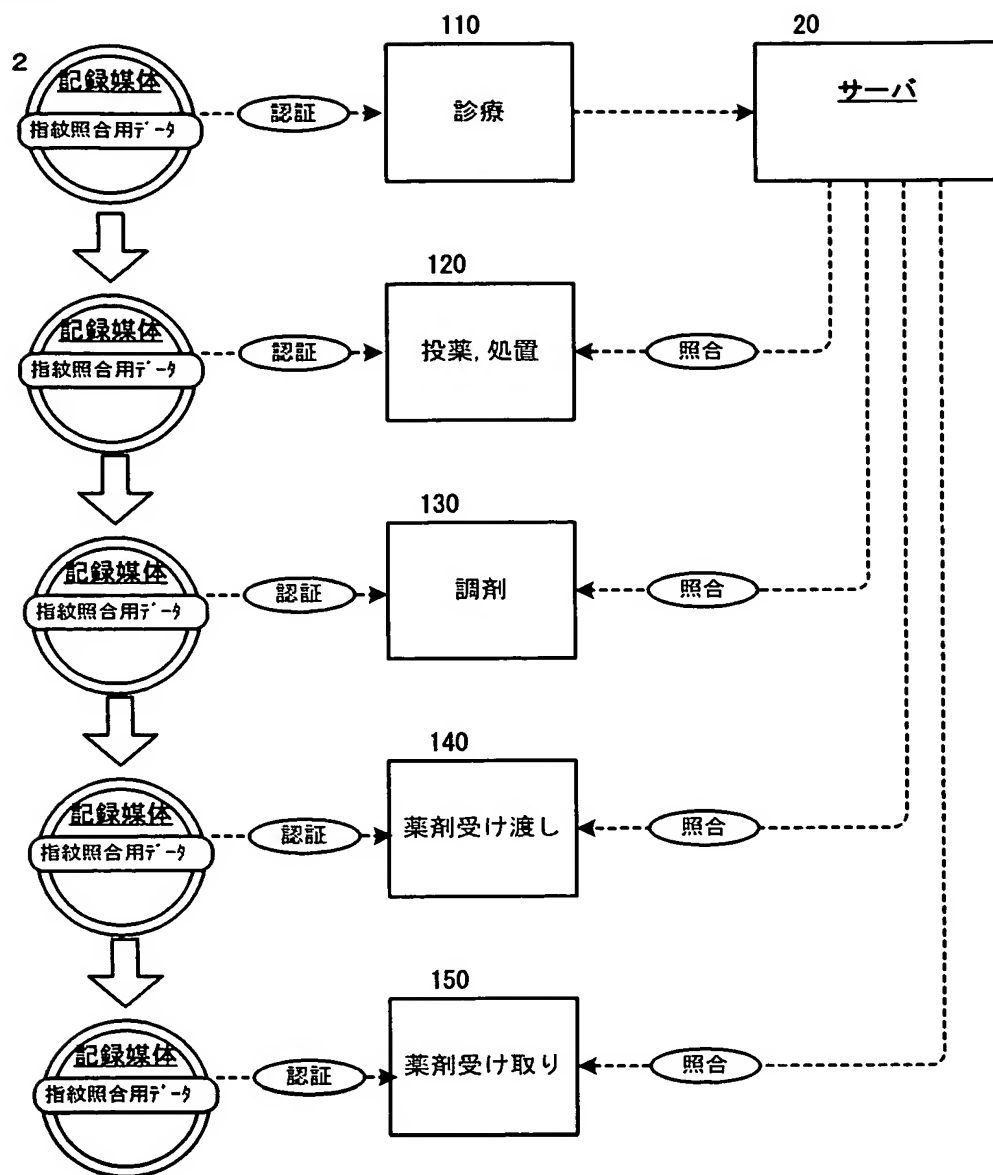 110
20
2
記録媒体
指紋照合用ﾃﾞｰﾀ
認証
診療
サーバ
120
記録媒体
指紋照合用ﾃﾞｰﾀ
認証
投薬,処置
照合
130
記録媒体
指紋照合用ﾃﾞｰﾀ
認証
調剤
照合
140
記録媒体
指紋照合用ﾃﾞｰﾀ
認証
薬剤受け渡し
照合
150
記録媒体
指紋照合用ﾃﾞｰﾀ
認証
薬剤受け取り
照合